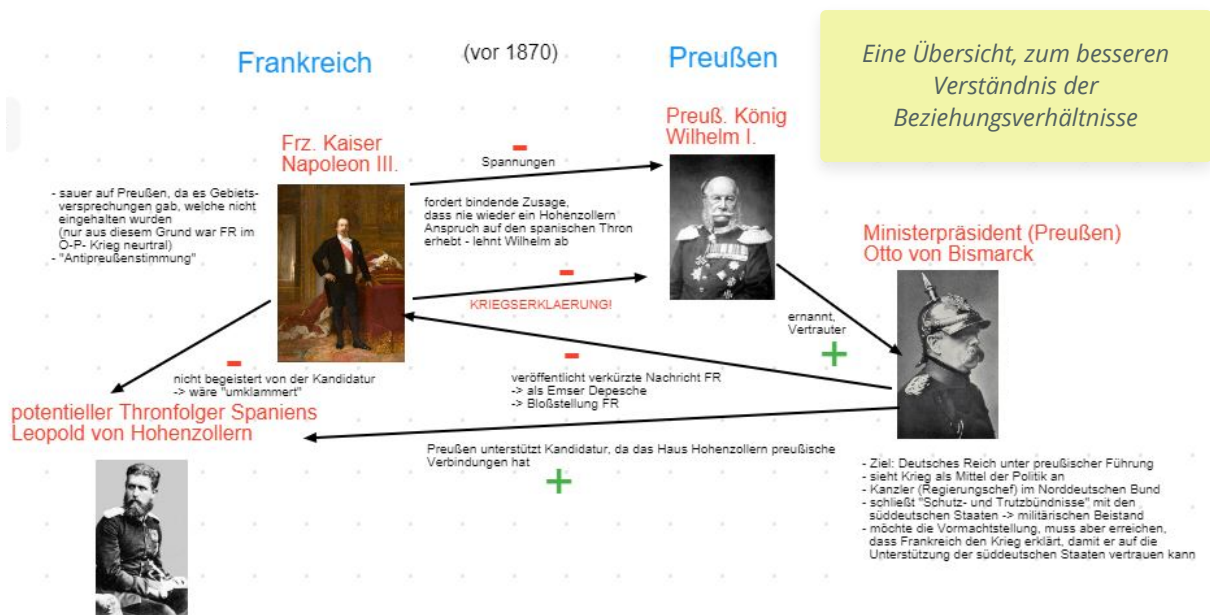 Frankreich
(vor 1870)
Preußen
Eine Übersicht, zum besseren
Verständnis der
Beziehungsverhältnisse
Frz. Kaiser
Napoleon III.
Preuß. König
Wilhelm I.
-
Spannungen
- sauer auf Preußen, da es Gebiets-
versprechungen gab, welche nicht
eingehalten wurden
(nur aus diesem Grund war FR im
Ö-P- Krieg neurtral)
- "Antipreußenstimmung"
fordert bindende Zusage,
dass nie wieder ein Hohenzollern
Anspruch auf den spanischen Thron
erhebt - lehnt Wilhelm ab
Ministerpräsident (Preußen)
Otto von Bismarck
-
KRIEGSERKLAERUNG!
ernannt,
Vertrauter
+
-
nicht begeistert von der Kandidatur
-> wäre "umklammert"
-
veröffentlicht verkürzte Nachricht FR
-> als Emser Depesche
-> Bloßstellung FR
potentieller Thronfolger Spaniens
Leopold von Hohenzollern
Preußen unterstützt Kandidatur, da das Haus Hohenzollern preußische
Verbindungen hat
+
- Ziel: Deutsches Reich unter preußischer Führung
- sieht Krieg als Mittel der Politik an
- Kanzler (Regierungschef) im Norddeutschen Bund
- schließt "Schutz- und Trutzbündnisse" mit den
süddeutschen Staaten -> militärischen Beistand
- möchte die Vormachtstellung, muss aber erreichen,
dass Frankreich den Krieg erklärt, damit er auf die
Unterstützung der süddeutschen Staaten vertrauen kann